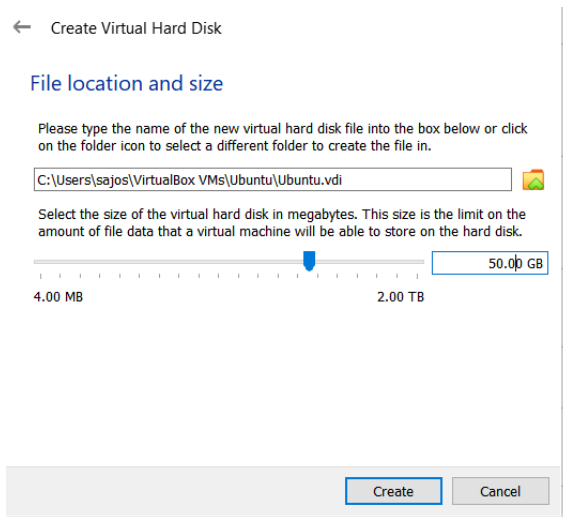 Create Virtual Hard Disk
File location and size
Please type the name of the new virtual hard disk file into the box below or click
on the folder icon to select a different folder to create the file in.
C:\Users\sajos\VirtualBox VMs\Ubuntu\Ubuntu.vdi
Select the size of the virtual hard disk in megabytes. This size is the limit on the
amount of file data that a virtual machine will be able to store on the hard disk.
50.00 GB
4.00 MB 2.00 TB
Create Cancel